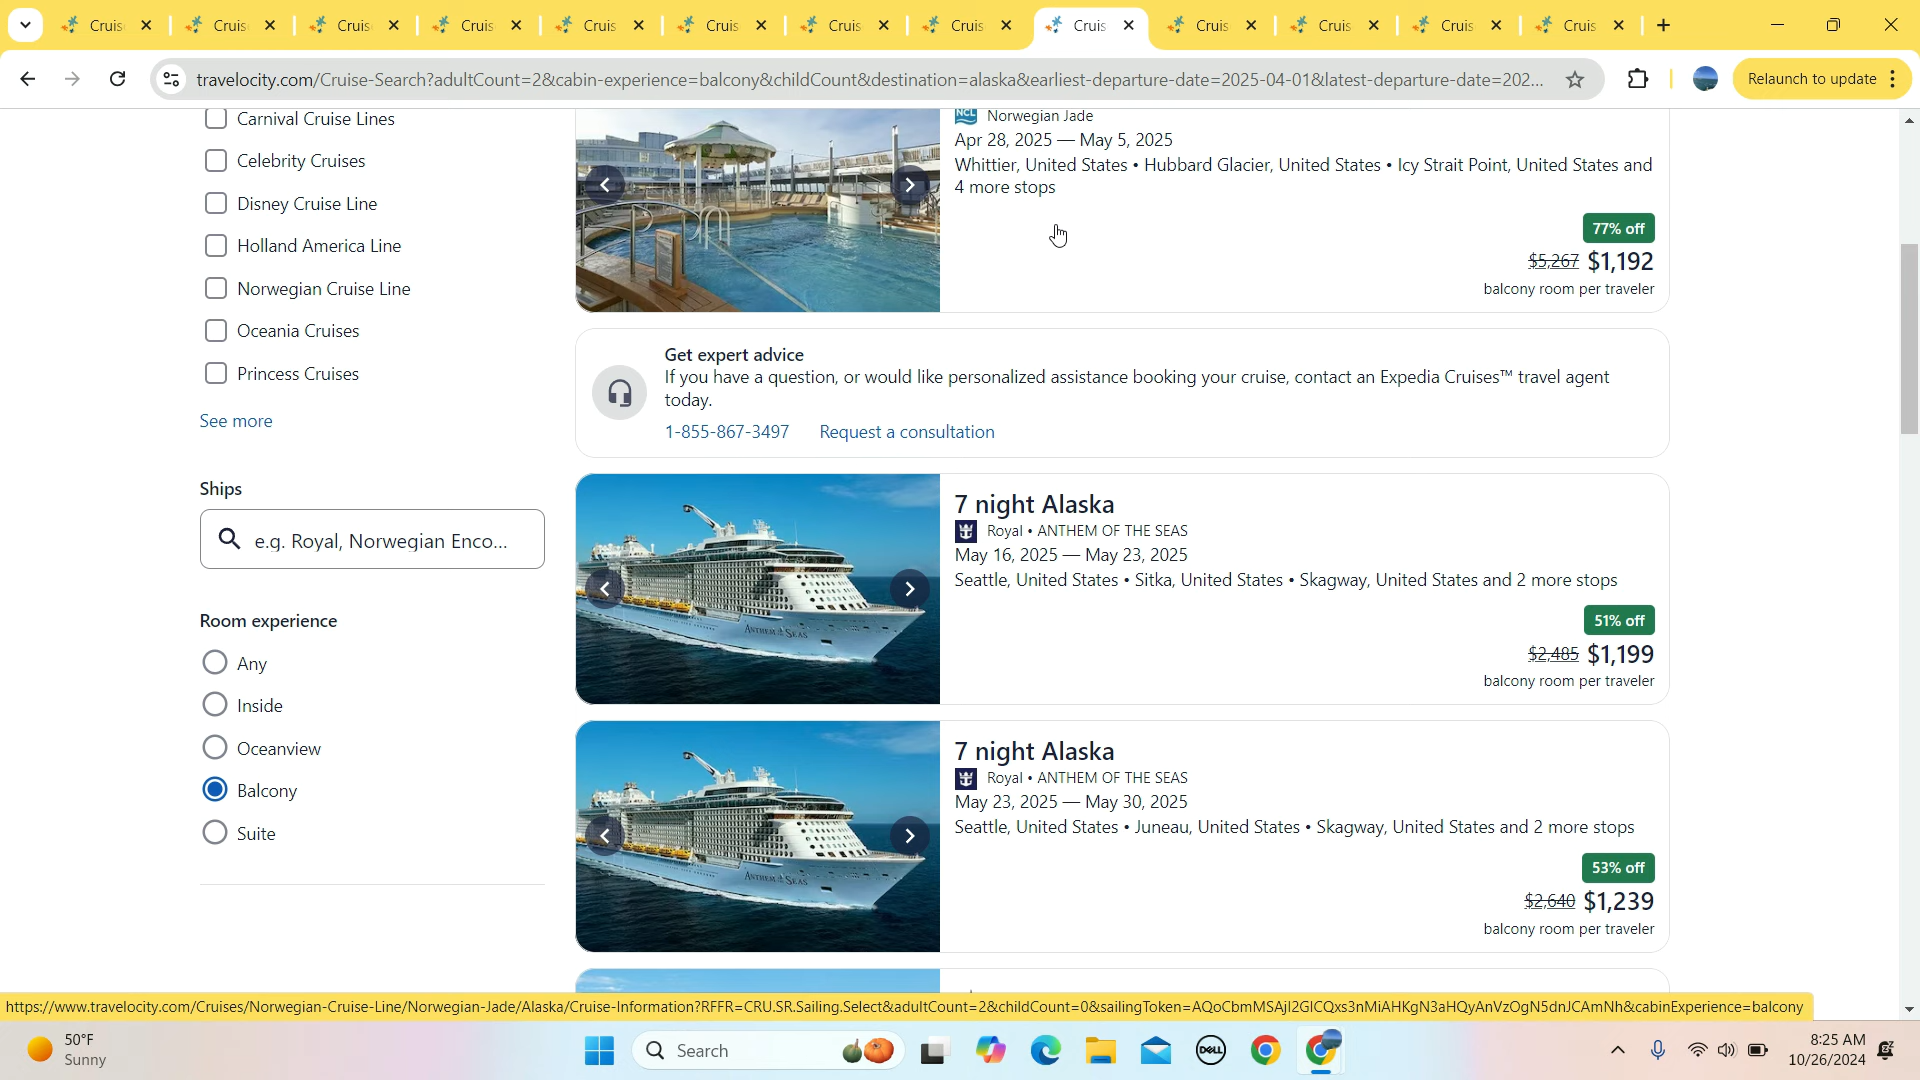 Cruis
Cruis
Cruis
Cruis
Cruis
Cruis
Cruis
Cruis
Cruis
Cruis
Cruis
Cruis
Cruis
travelocity.com/Cruise-Search?adultCount=2&cabin-experience=balcony&childCount&destination=alaska&earliest-departure-date=2025-04-01&latest-departure-date=202...
Relaunch to update
Carnival Cruise Lines
Celebrity Cruises
Disney Cruise Line
Holland America Line
Norwegian Cruise Line
Oceania Cruises
Princess Cruises
See more
Ships
e.g. Royal, Norwegian Enco...
Room experience
Any
Inside
Oceanview
Balcony
Suite
NCL Norwegian Jade
Apr 28, 2025 — May 5, 2025
Whittier, United States • Hubbard Glacier, United States • Icy Strait Point, United States and
4 more stops
77% off
$5,267 $1,192
balcony room per traveler
Get expert advice
If you have a question, or would like personalized assistance booking your cruise, contact an Expedia Cruises™ travel agent
today.
1-855-867-3497 Request a consultation
ANTHEM OF THE SEAS
7 night Alaska
Royal • ANTHEM OF THE SEAS
May 16, 2025 — May 23, 2025
Seattle, United States • Sitka, United States • Skagway, United States and 2 more stops
51% off
$2,485 $1,199
balcony room per traveler
ANTHEM OF THE SEAS
7 night Alaska
Royal • ANTHEM OF THE SEAS
May 23, 2025 — May 30, 2025
Seattle, United States • Juneau, United States • Skagway, United States and 2 more stops
53% off
$2,640 $1,239
balcony room per traveler
https://www.travelocity.com/Cruises/Norwegian-Cruise-Line/Norwegian-Jade/Alaska/Cruise-Information?RFFR=CRU.SR.Sailing.Select&adultCount=2&childCount=0&sailingToken=AQoCbmMSAjI2GICQxs3nMiAHKgN3aHQyAnVzOgN5dnJCAmNh&cabinExperience=balcony
50°F
Sunny
Search
DELL
8:25 AM
10/26/2024